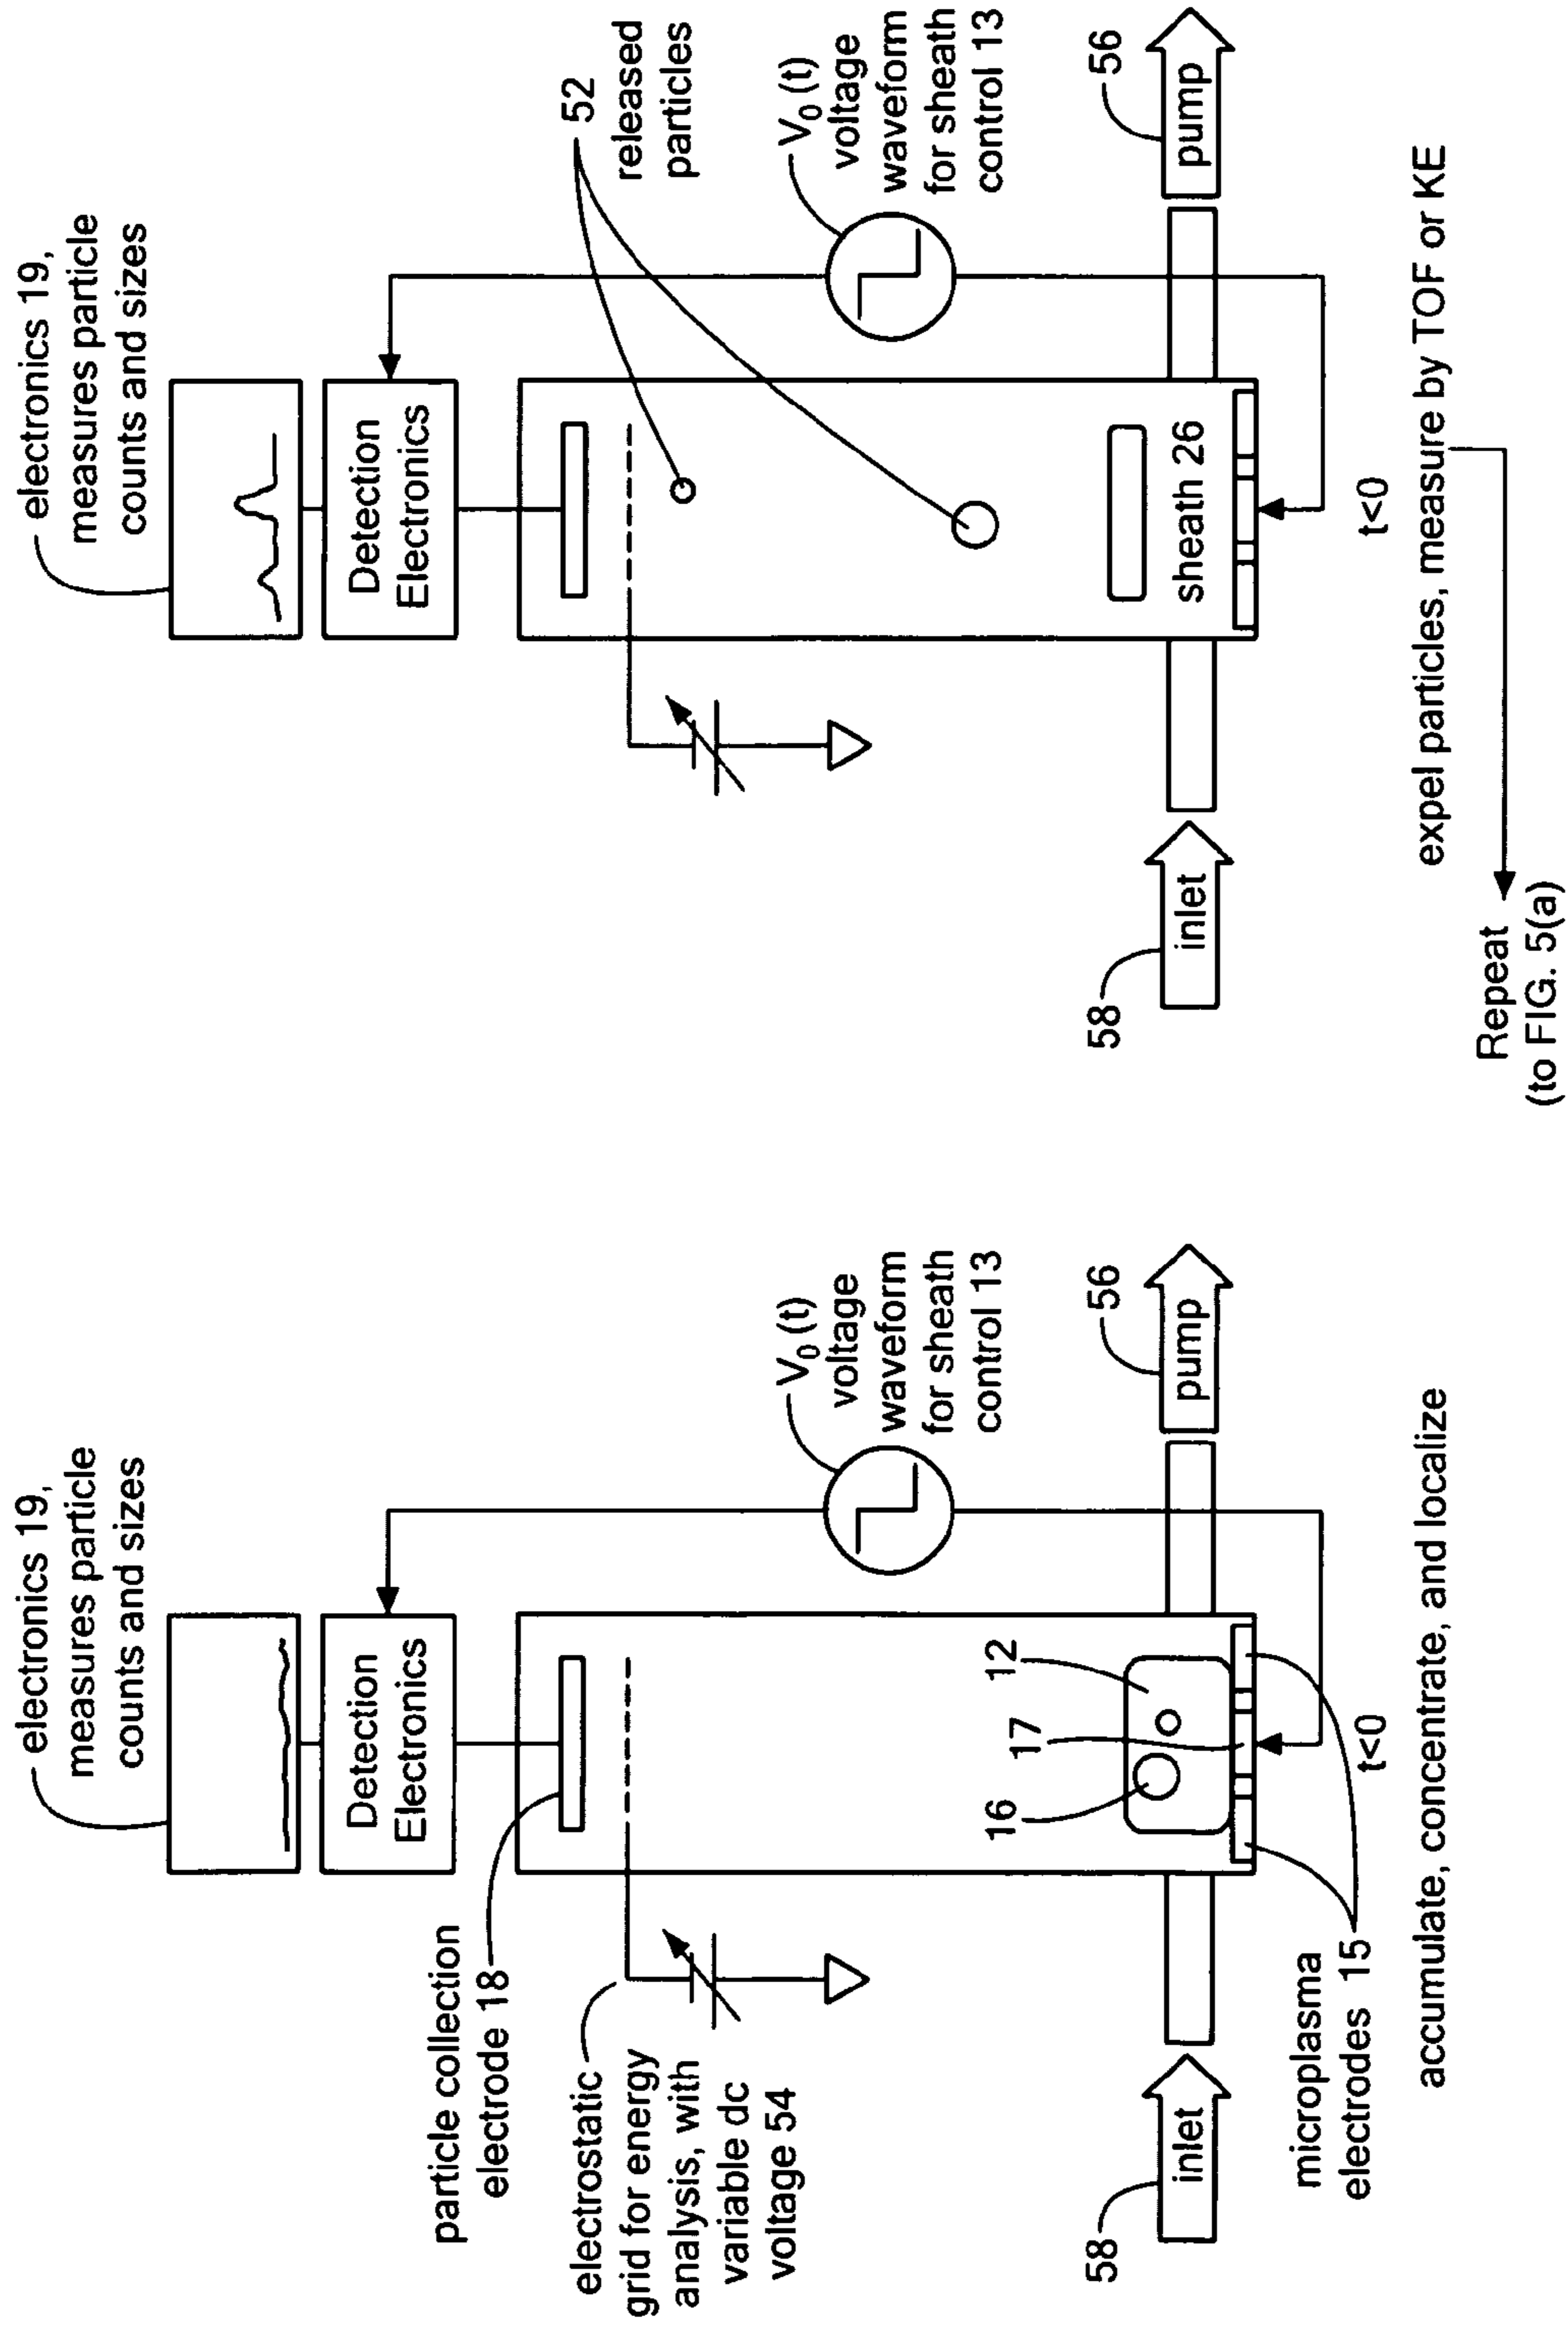 electronics 19,
measures particle
counts and sizes
Detection
Electronics
particle collection
electrode 18
electrostatic
grid for energy
analysis, with
variable dc
voltage 54
V0 (t)
voltage
waveform
for sheath
control 13
16
17
12
58
inlet
56
pump
microplasma
electrodes 15
t<0
accumulate, concentrate, and localize
electronics 19,
measures particle
counts and sizes
Detection
Electronics
52
released
particles
V0 (t)
voltage
waveform
for sheath
control 13
58
inlet
sheath 26
56
pump
t<0
expel particles, measure by TOF or KE
Repeat
(to FIG. 5(a)